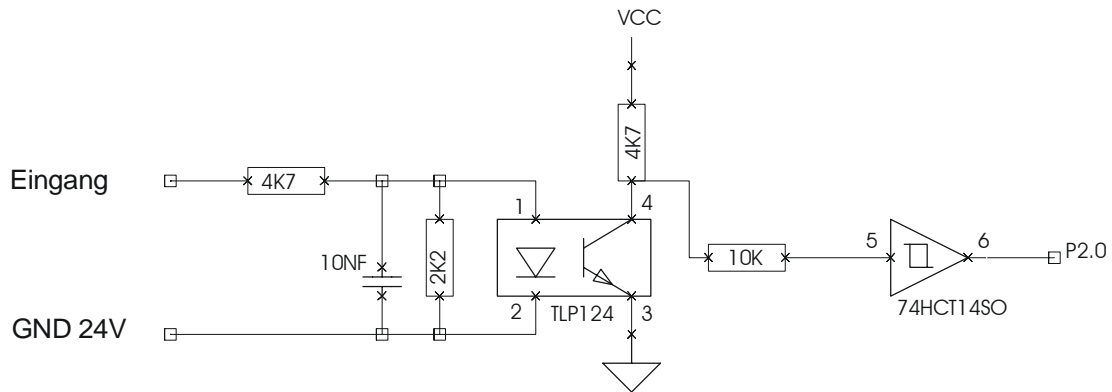 VCC
4K7
Eingang
4K7
1
4
10NF
2K2
10K
5
6
P2.0
2
TLP124
3
74HCT14SO
GND 24V